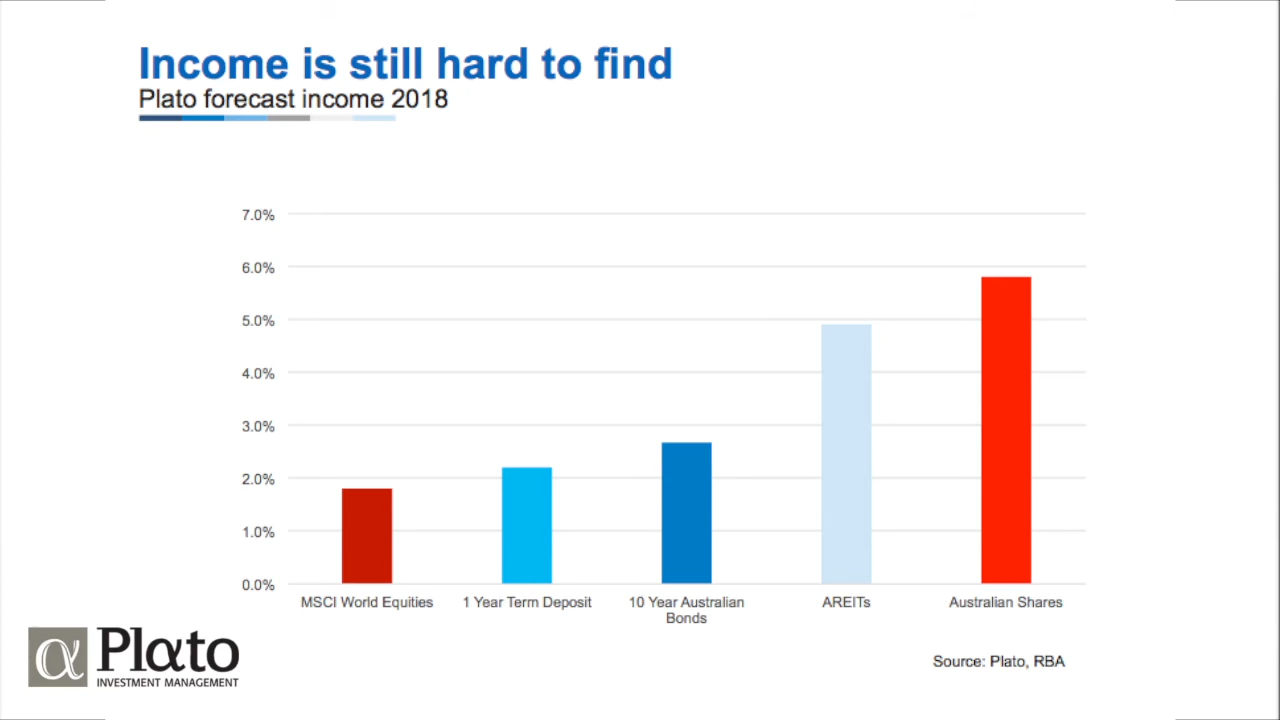 Income is still hard to find
Plato forecast income 2018
7.0%
6.0%
5.0%
4.0%
3.0%
2.0%
1.0%
0.0%
MSCI World Equities
1 Year Term Deposit
10 Year Australian
Bonds
AREITs
Australian Shares
Source: Plato, RBA
α Plαto
INVESTMENT MANAGEMENT